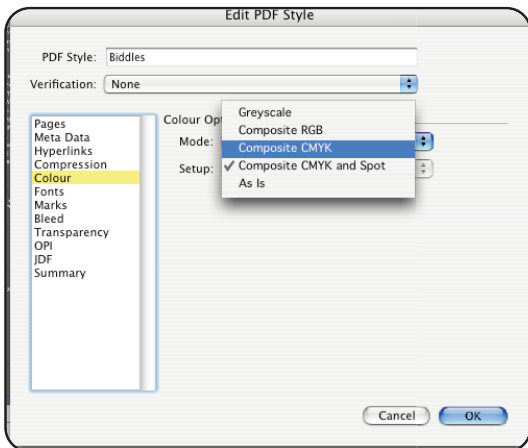 Edit PDF Style
PDF Style: Biddles
Verification: None
Pages
Meta Data
Hyperlinks
Compression
Colour
Fonts
Marks
Bleed
Transparency
OPI
JDF
Summary
Colour Op
Mode:
Setup:
Greyscale
Composite RGB
Composite CMYK
✓ Composite CMYK and Spot
As Is
Cancel OK